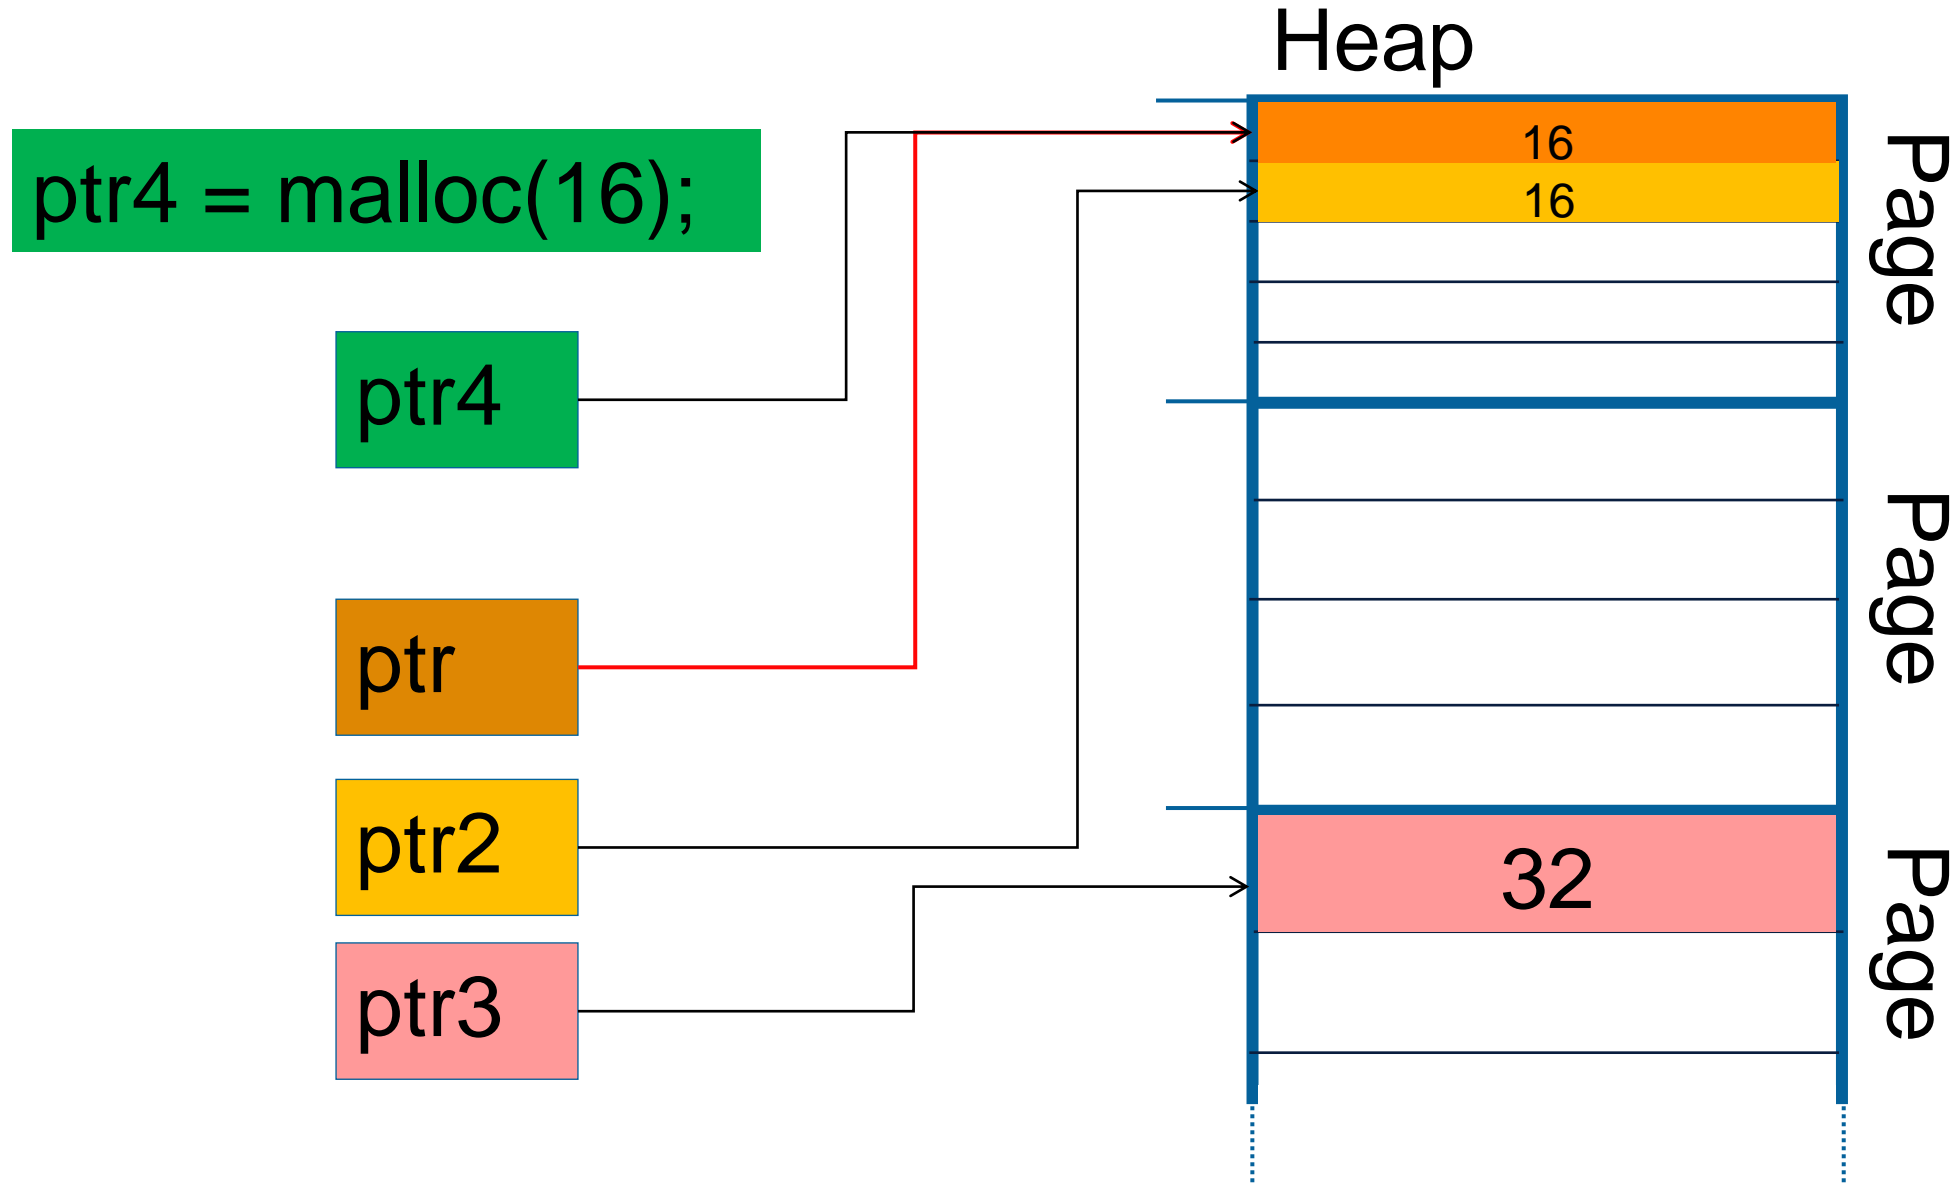 Heap
ptr4 = malloc(16);
16
16
Page
ptr4
ptr
Page
ptr2
32
Page
ptr3